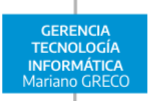 GERENCIA
TECNOLOGÍA
INFORMÁTICA
Mariano GRECO